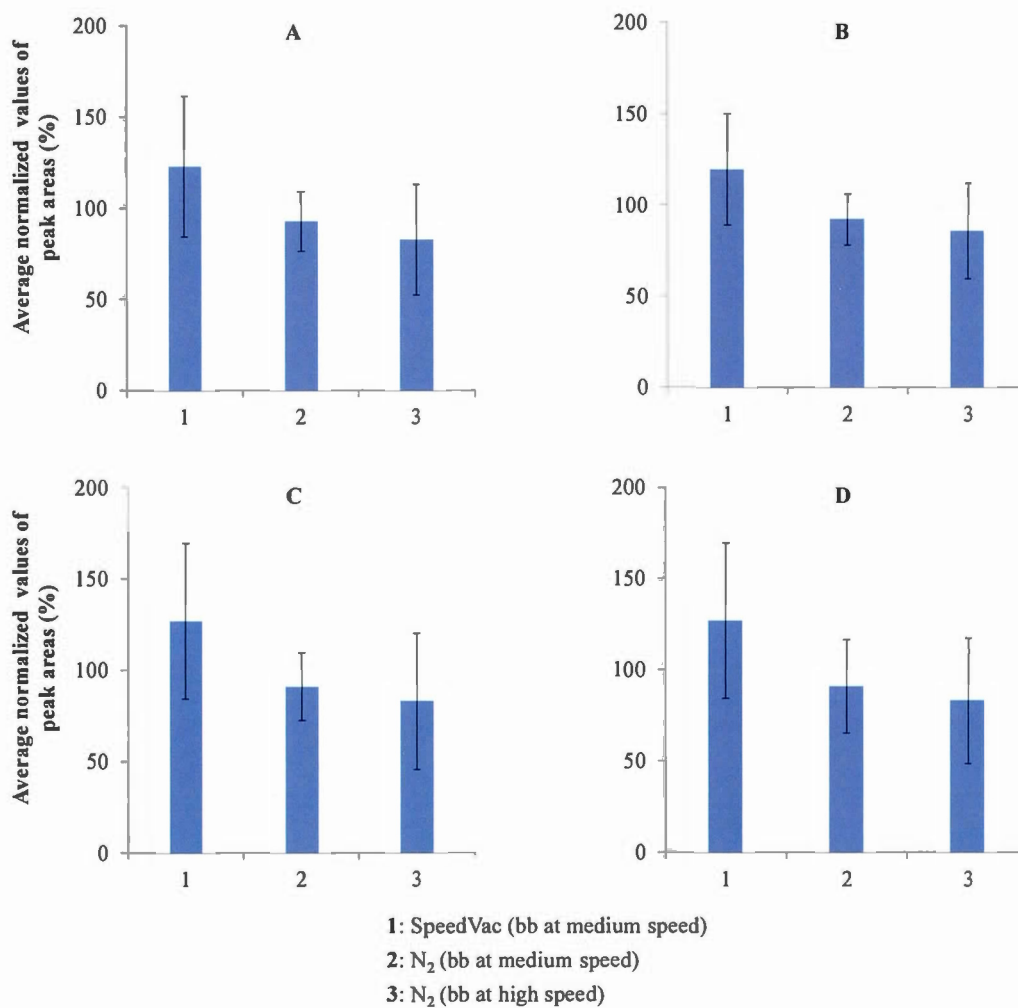 A
Average normalized values of
peak areas (%)
200
150
100
50
0
1 2 3
B
200
150
100
50
0
1 2 3
C
Average normalized values of
peak areas (%)
200
150
100
50
0
1 2 3
D
200
150
100
50
0
1 2 3
1: SpeedVac (bb at medium speed)
2: N₂ (bb at medium speed)
3: N₂ (bb at high speed)